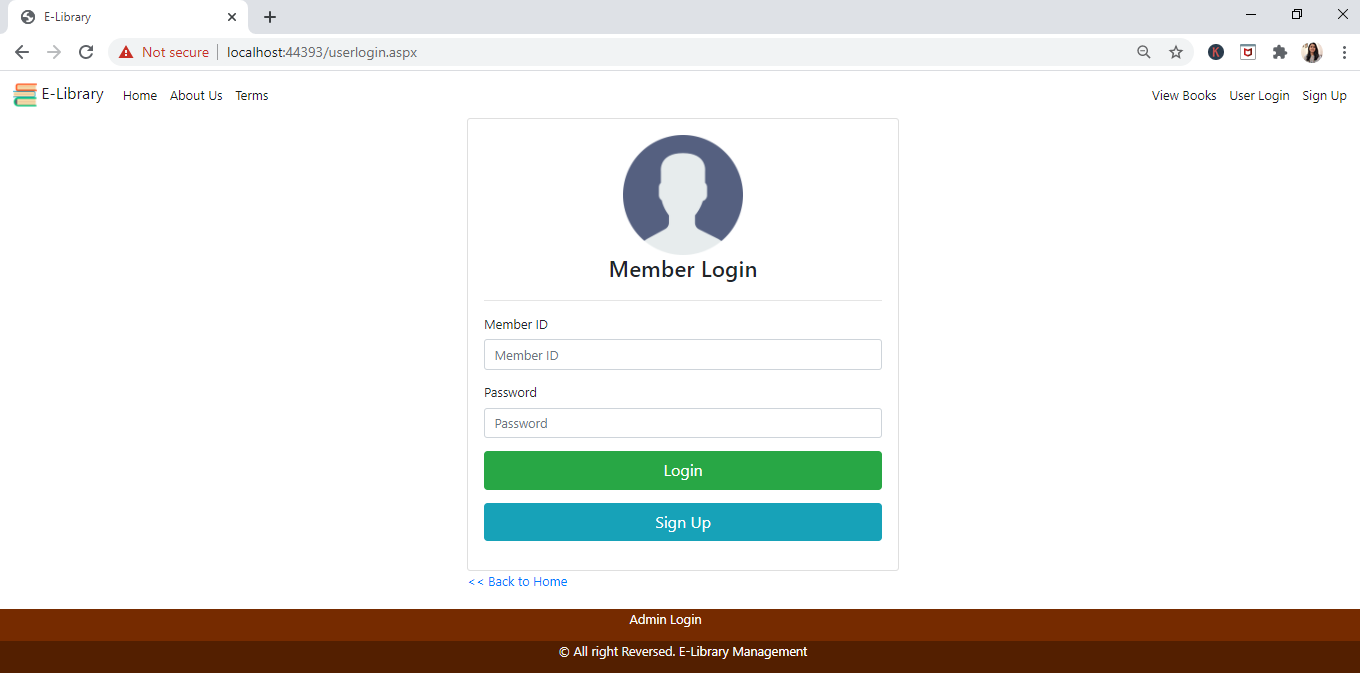 E-Library
Not secure localhost:44393/userlogin.aspx
E-Library Home About Us Terms View Books User Login Sign Up
Member Login
Member ID
Member ID
Password
Password
Login
Sign Up
<< Back to Home
Admin Login
© All right Reversed. E-Library Management